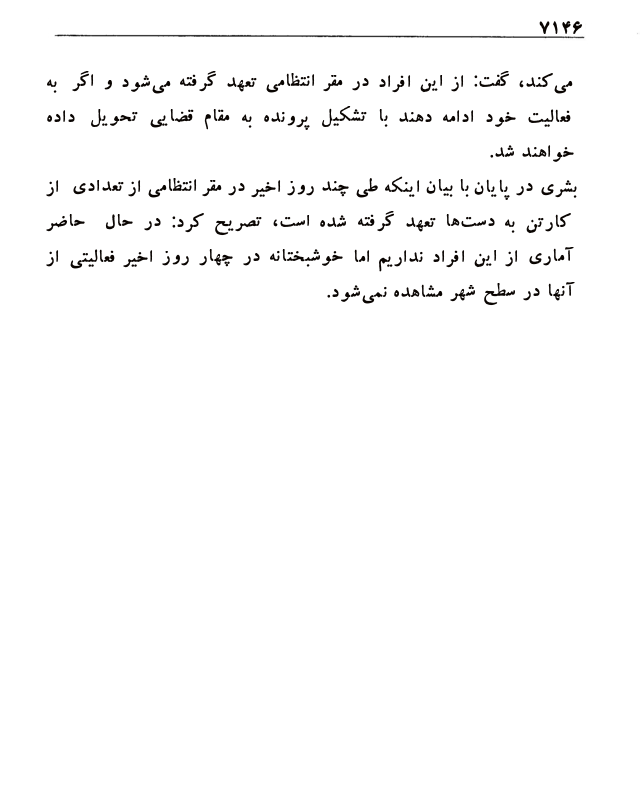 ۷۱۴۶
می‌کند، گفت: از این افراد در مقر انتظامی تعهد گرفته می‌شود و اگر به
فعالیت خود ادامه دهند با تشکیل پرونده به مقام قضایی تحویل داده
خواهند شد.
بشری در پایان با بیان اینکه طی چند روز اخیر در مقر انتظامی از تعدادی از
کارتن به دست‌ها تعهد گرفته شده است، تصریح کرد: در حال حاضر
آماری از این افراد نداریم اما خوشبختانه در چهار روز اخیر فعالیتی از
آنها در سطح شهر مشاهده نمی‌شود.